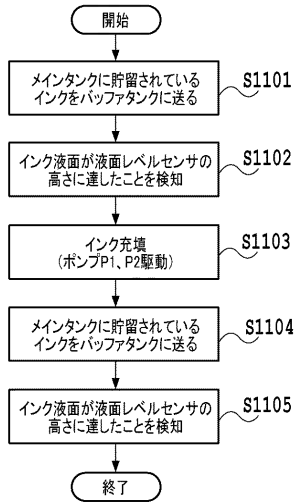 開始
メインタンクに貯留されている
インクをバッファタンクに送る
S1101
インク液面が液面レベルセンサの
高さに達したことを検知
S1102
インク充填
(ポンプP1、P2駆動)
S1103
メインタンクに貯留されている
インクをバッファタンクに送る
S1104
インク液面が液面レベルセンサの
高さに達したことを検知
S1105
終了